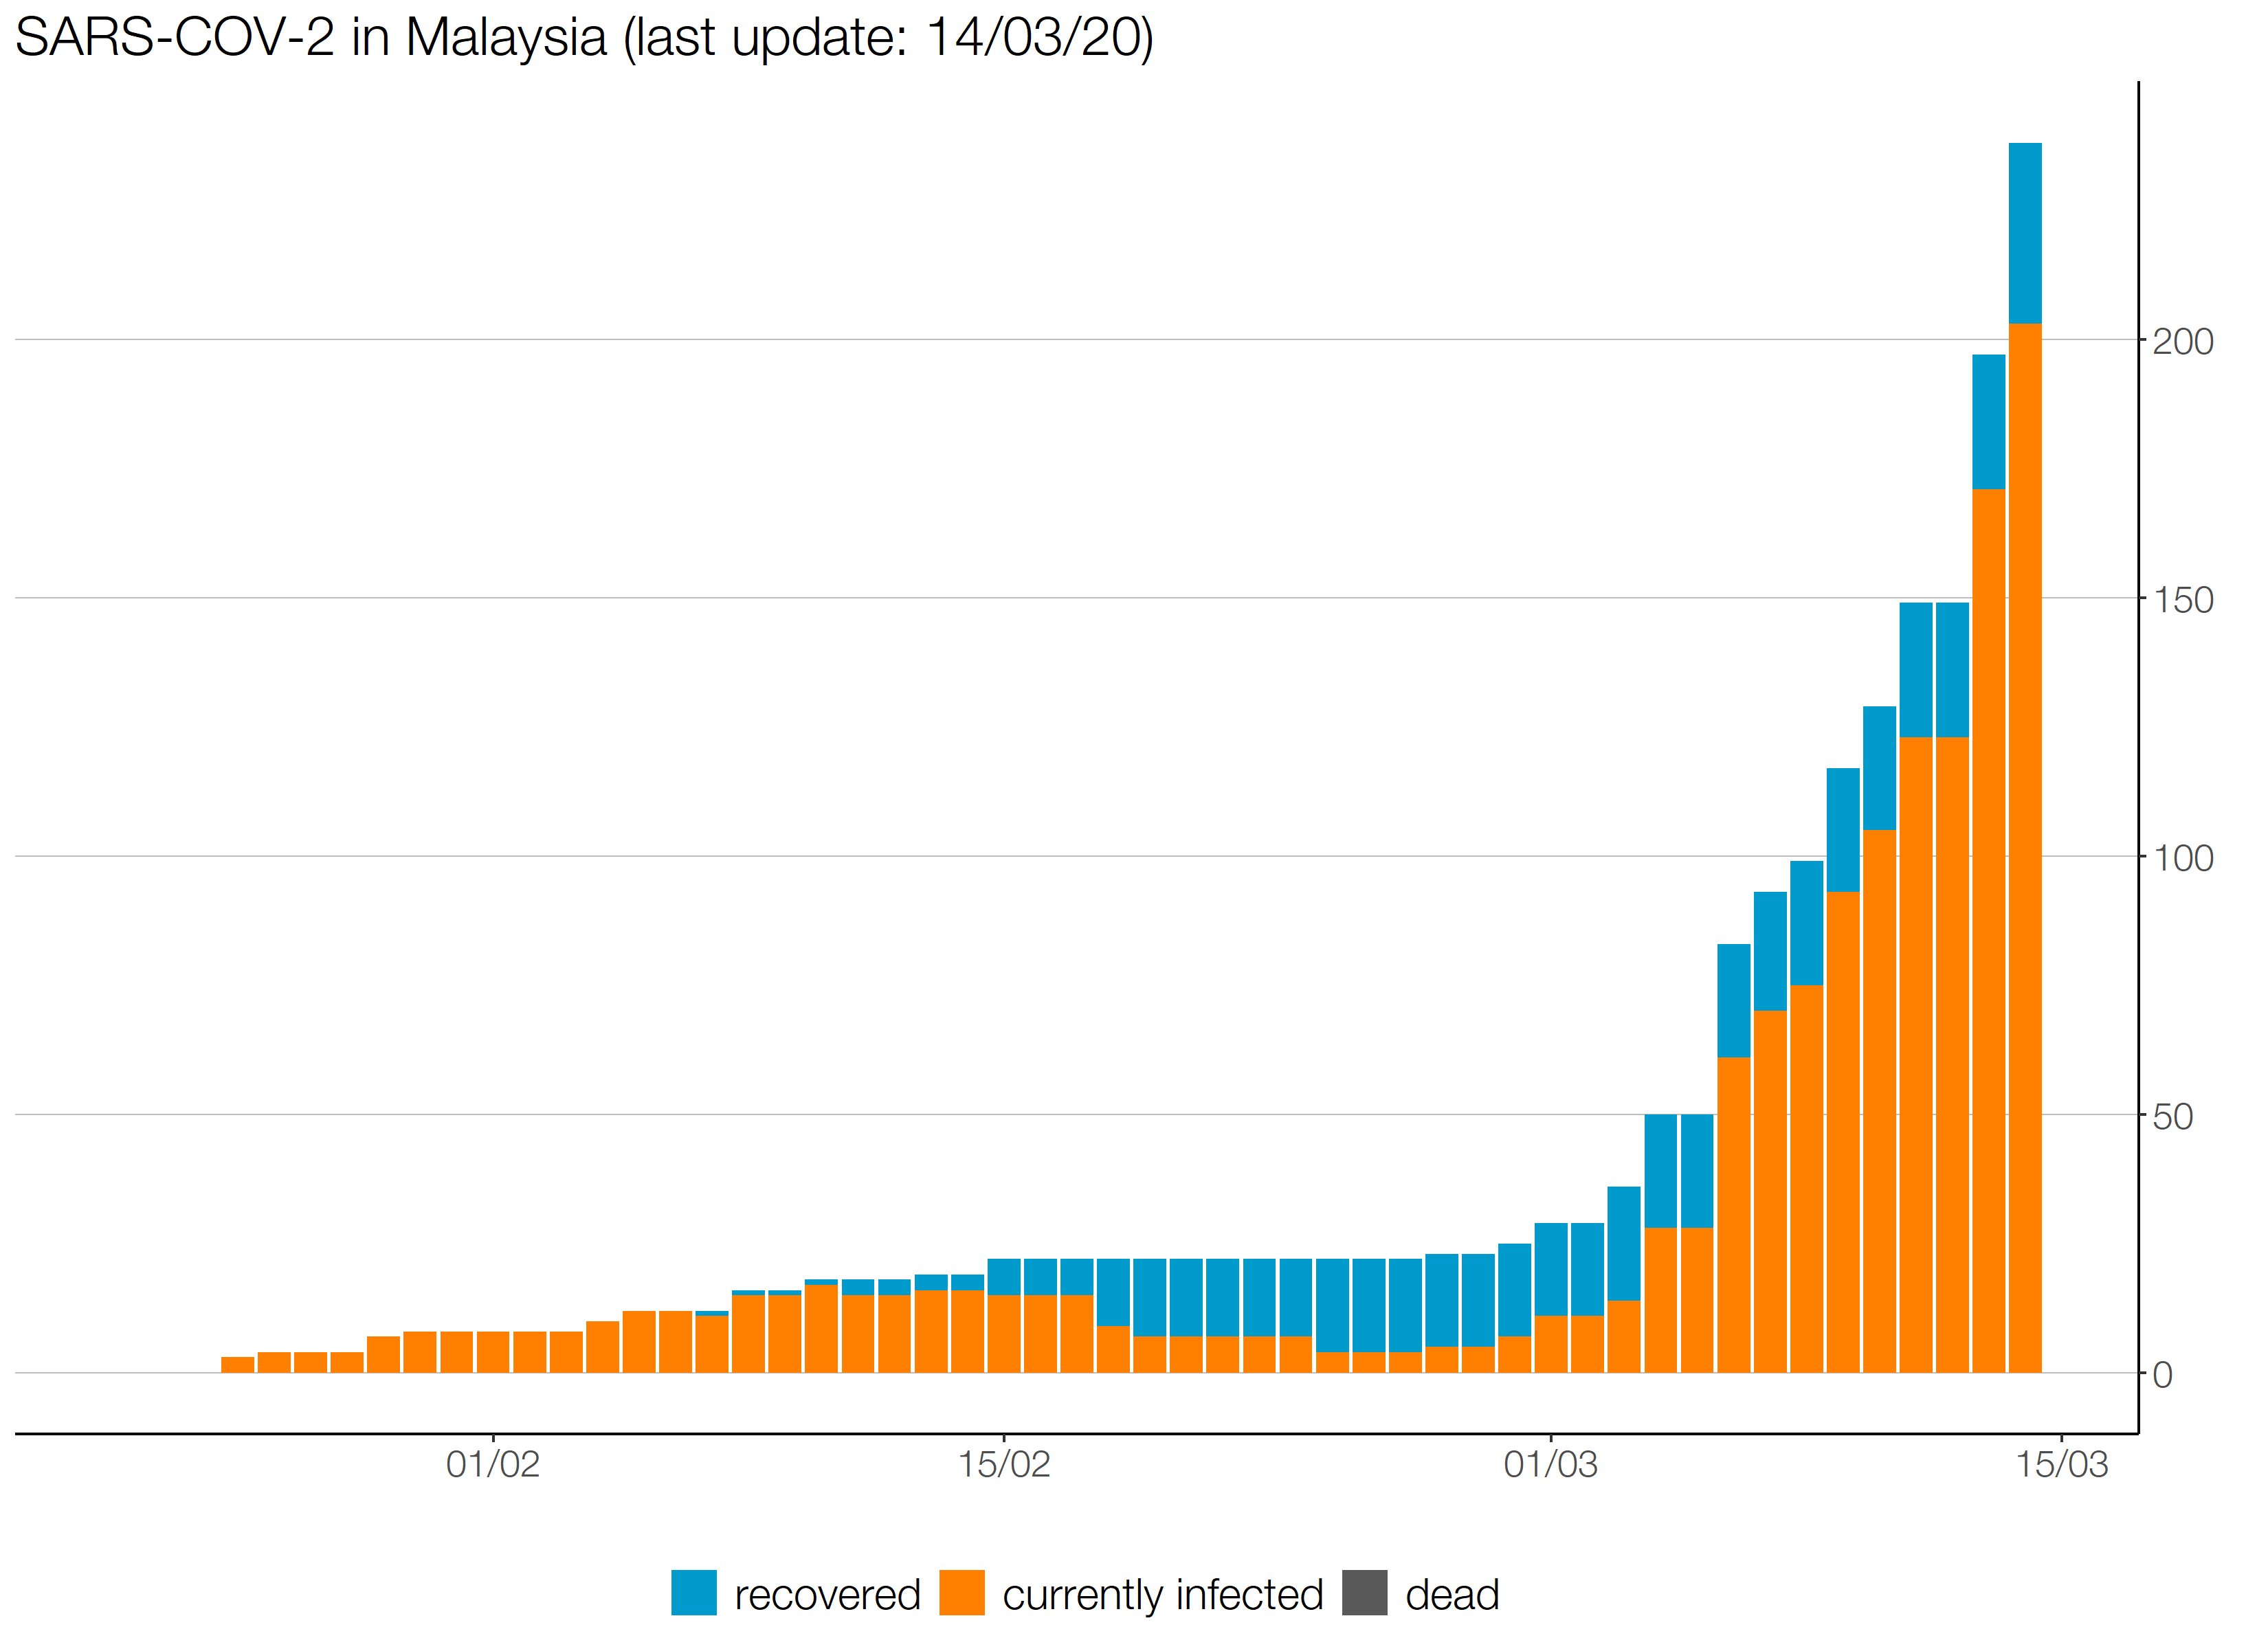 SARS-COV-2 in Malaysia (last update: 14/03/20)
200
150
100
50
0
01/02 15/02 01/03 15/03
recovered currently infected dead